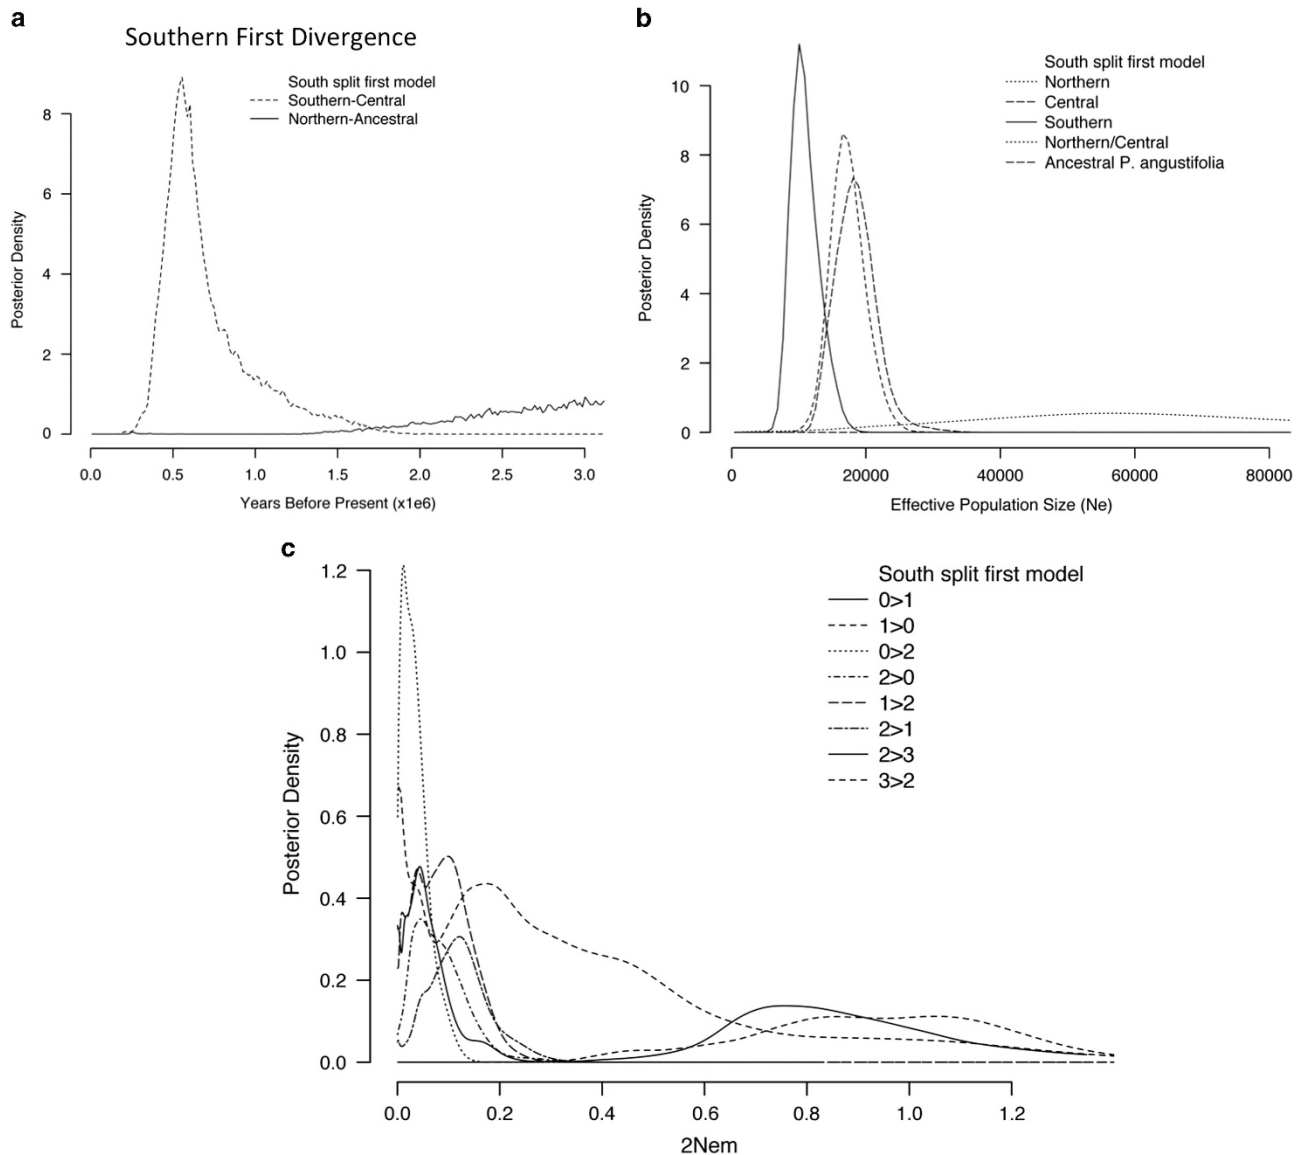 a
Southern First Divergence
South split first model
Southern-Central
Northern-Ancestral
8
6
4
2
0
Posterior Density
0.0 0.5 1.0 1.5 2.0 2.5 3.0
Years Before Present (x1e6)
b
South split first model
Northern
Central
Southern
Northern/Central
Ancestral P. angustifolia
10
8
6
4
2
0
Posterior Density
0 20000 40000 60000 80000
Effective Population Size (Ne)
c
South split first model
0>1
1>0
0>2
2>0
1>2
2>1
2>3
3>2
1.2
1.0
0.8
0.6
0.4
0.2
0.0
Posterior Density
0.0 0.2 0.4 0.6 0.8 1.0 1.2
2Nem